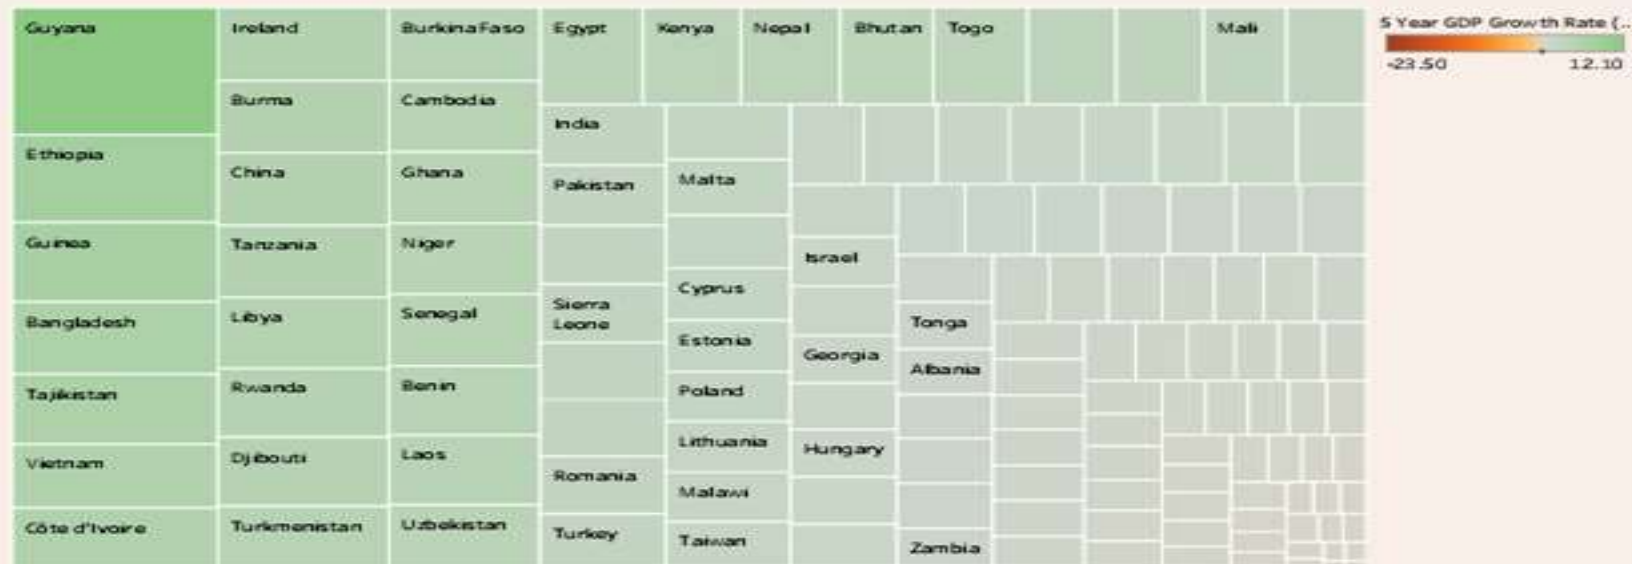 Guyana
Ethiopia
Guinea
Bangladesh
Tajikistan
Vietnam
Côte d'Ivoire
Ireland
Burma
China
Tanzania
Libya
Rwanda
Djibouti
Turkmenistan
Burkina Faso
Cambodia
Ghana
Niger
Senegal
Benin
Laos
Uzbekistan
Egypt
Kenya
Nepal
Bhutan
Togo
Mali
India
Pakistan
Sierra
Leone
Romania
Turkey
Malta
Cyprus
Estonia
Poland
Lithuania
Malawi
Taiwan
Israel
Georgia
Hungary
Tonga
Albania
Zambia
5 Year GDP Growth Rate (..
-23.50 12.10